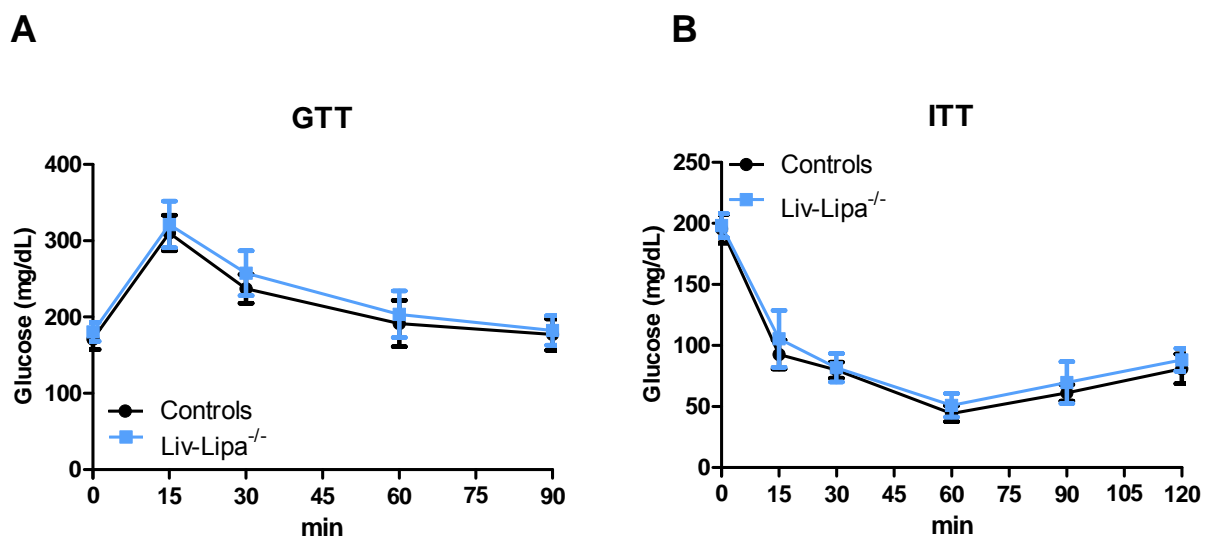 A
GTT
Glucose (mg/dL)
400
300
200
100
0
Controls
Liv-Lipa-/-
0 15 30 45 60 75 90
min
B
ITT
Glucose (mg/dL)
250
200
150
100
50
0
Controls
Liv-Lipa-/-
0 15 30 45 60 75 90 105 120
min